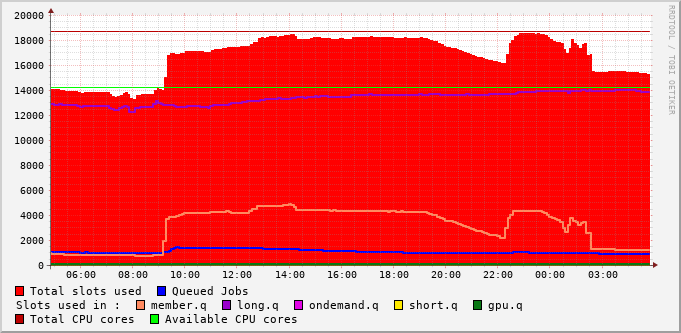 20000
18000
16000
14000
12000
10000
8000
6000
4000
2000
0
06:00 08:00 10:00 12:00 14:00 16:00 18:00 20:00 22:00 00:00 03:00
Total slots used Queued Jobs
Slots used in : member.q long.q ondemand.q short.q gpu.q
Total CPU cores Available CPU cores
RRDTOOL / TOBI OETIKER